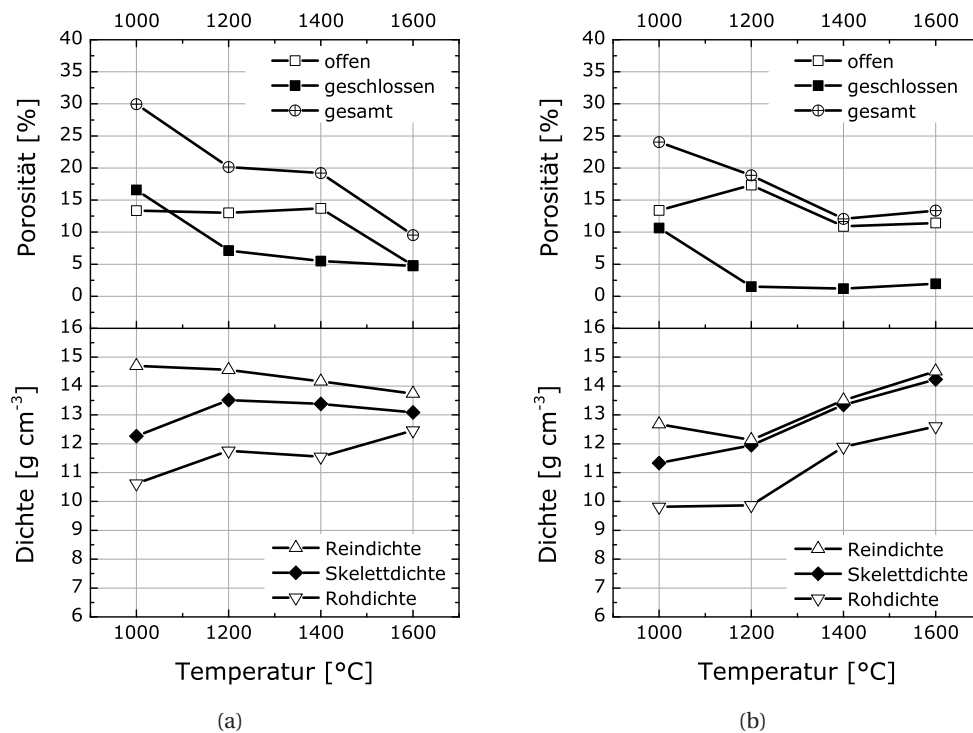 1000 1200 1400 1600
40
35
30
25
20
15
10
5
0
Porosität [%]
offen
geschlossen
gesamt
16
15
14
13
12
11
10
9
8
7
6
Dichte [g cm⁻³]
Reindichte
Skelettdichte
Rohdichte
1000 1200 1400 1600
Temperatur [°C]
(a)
1000 1200 1400 1600
40
35
30
25
20
15
10
5
0
Porosität [%]
offen
geschlossen
gesamt
16
15
14
13
12
11
10
9
8
7
6
Dichte [g cm⁻³]
Reindichte
Skelettdichte
Rohdichte
1000 1200 1400 1600
Temperatur [°C]
(b)